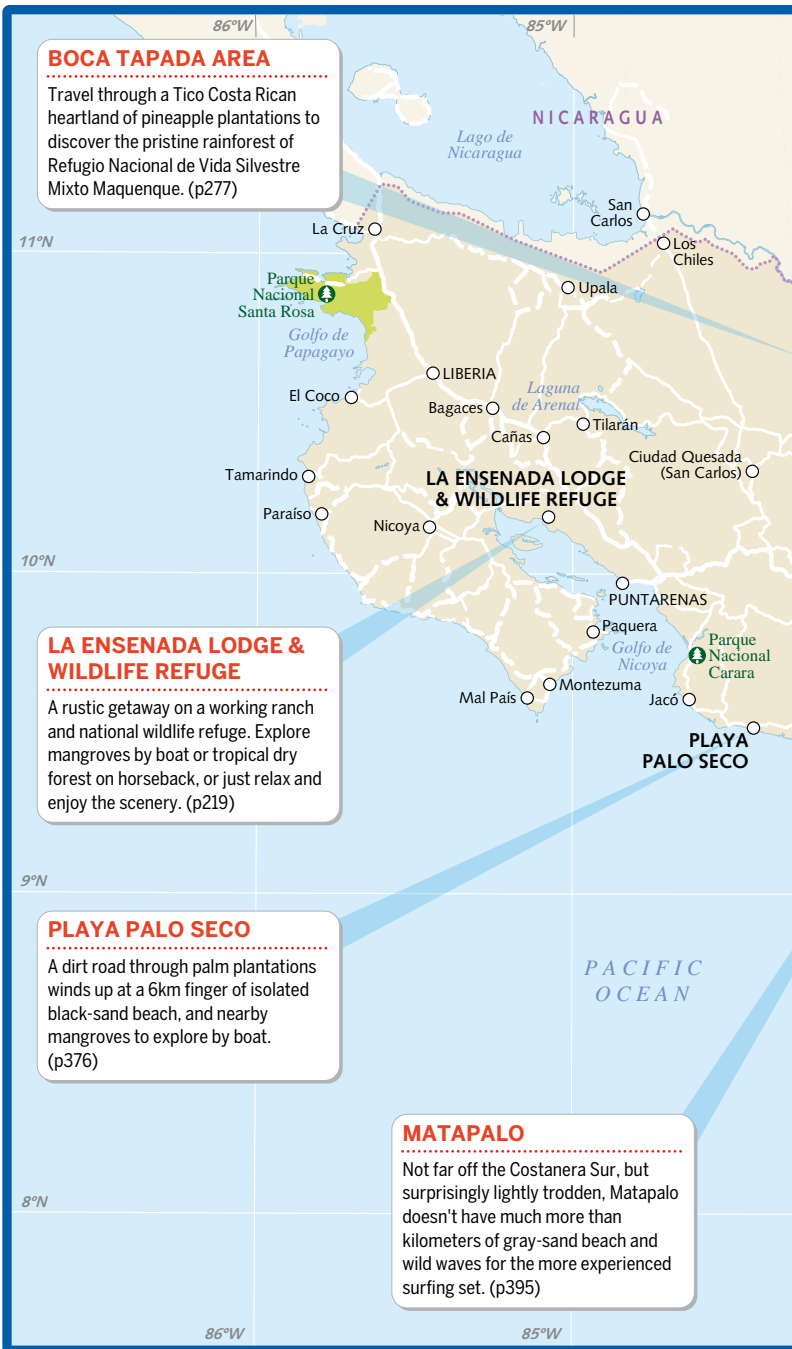 86°W
85°W
BOCA TAPADA AREA
Travel through a Tico Costa Rican
heartland of pineapple plantations to
discover the pristine rainforest of
Refugio Nacional de Vida Silvestre
Mixto Maquenque. (p277)
NICARAGUA
Lago de
Nicaragua
San
Carlos
La Cruz
Los
Chiles
11°N
Parque
Nacional
Santa Rosa
Upala
Golfo de
Papagayo
LIBERIA
El Coco
Laguna
de Arenal
Bagaces
Tilarán
Cañas
Ciudad Quesada
(San Carlos)
Tamarindo
LA ENSENADA LODGE
& WILDLIFE REFUGE
Paraíso
Nicoya
10°N
PUNTARENAS
Paquera
Golfo de
Nicoya
Parque
Nacional
Carara
LA ENSENADA LODGE &
WILDLIFE REFUGE
A rustic getaway on a working ranch
and national wildlife refuge. Explore
mangroves by boat or tropical dry
forest on horseback, or just relax and
enjoy the scenery. (p219)
Mal País
Montezuma
Jacó
PLAYA
PALO SECO
9°N
PLAYA PALO SECO
A dirt road through palm plantations
winds up at a 6km finger of isolated
black-sand beach, and nearby
mangroves to explore by boat.
(p376)
PACIFIC
OCEAN
MATAPALO
Not far off the Costanera Sur, but
surprisingly lightly trodden, Matapalo
doesn't have much more than
kilometers of gray-sand beach and
wild waves for the more experienced
surfing set. (p395)
8°N
86°W
85°W